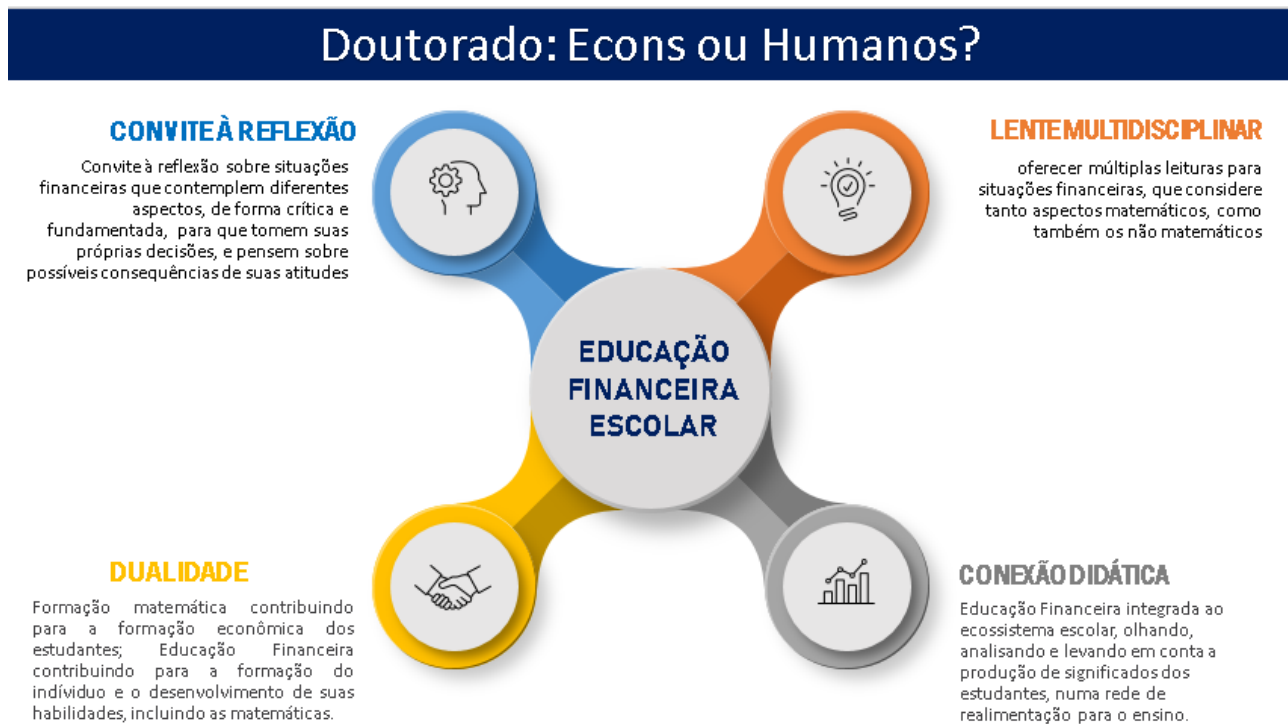 Doutorado: Econs ou Humanos?
CONVITE À REFLEXÃO
Convite à reflexão sobre situações
financeiras que contemplem diferentes
aspectos, de forma crítica e
fundamentada, para que tomem suas
próprias decisões, e pensem sobre
possíveis consequências de suas atitudes
LENTE MULTIDISCIPLINAR
oferecer múltiplas leituras para
situações financeiras, que considere
tanto aspectos matemáticos, como
também os não matemáticos
EDUCAÇÃO
FINANCEIRA
ESCOLAR
DUALIDADE
Formação matemática contribuindo
para a formação econômica dos
estudantes; Educação Financeira
contribuindo para a formação do
indíviduo e o desenvolvimento de suas
habilidades, incluindo as matemáticas.
CONEXÃO DIDÁTICA
Educação Financeira integrada ao
ecossistema escolar, olhando,
analisando e levando em conta a
produção de significados dos
estudantes, numa rede de
realimentação para o ensino.